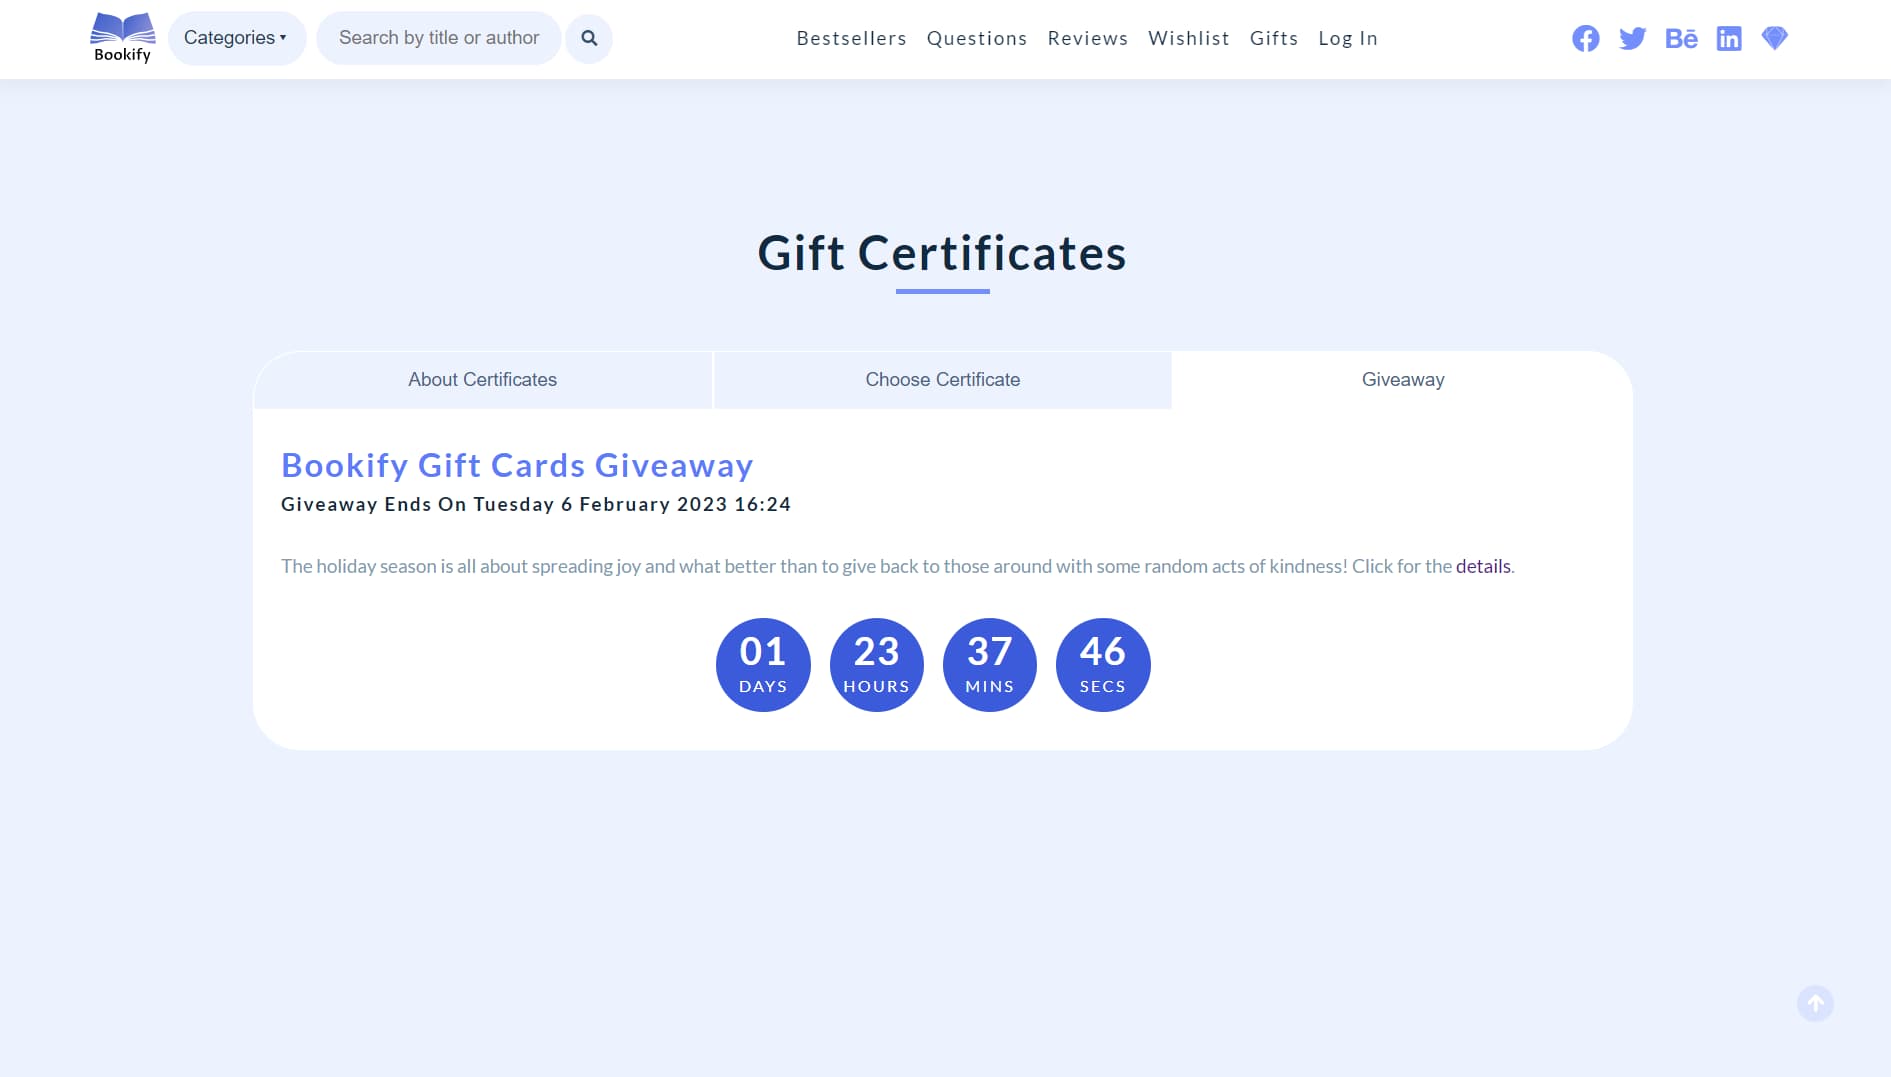 Bookify
Categories ▾
Search by title or author
Bestsellers Questions Reviews Wishlist Gifts Log In
Bē
in
Gift Certificates
About Certificates
Choose Certificate
Giveaway
Bookify Gift Cards Giveaway
Giveaway Ends On Tuesday 6 February 2023 16:24
The holiday season is all about spreading joy and what better than to give back to those around with some random acts of kindness! Click for the details.
01 23 37 46
DAYS HOURS MINS SECS